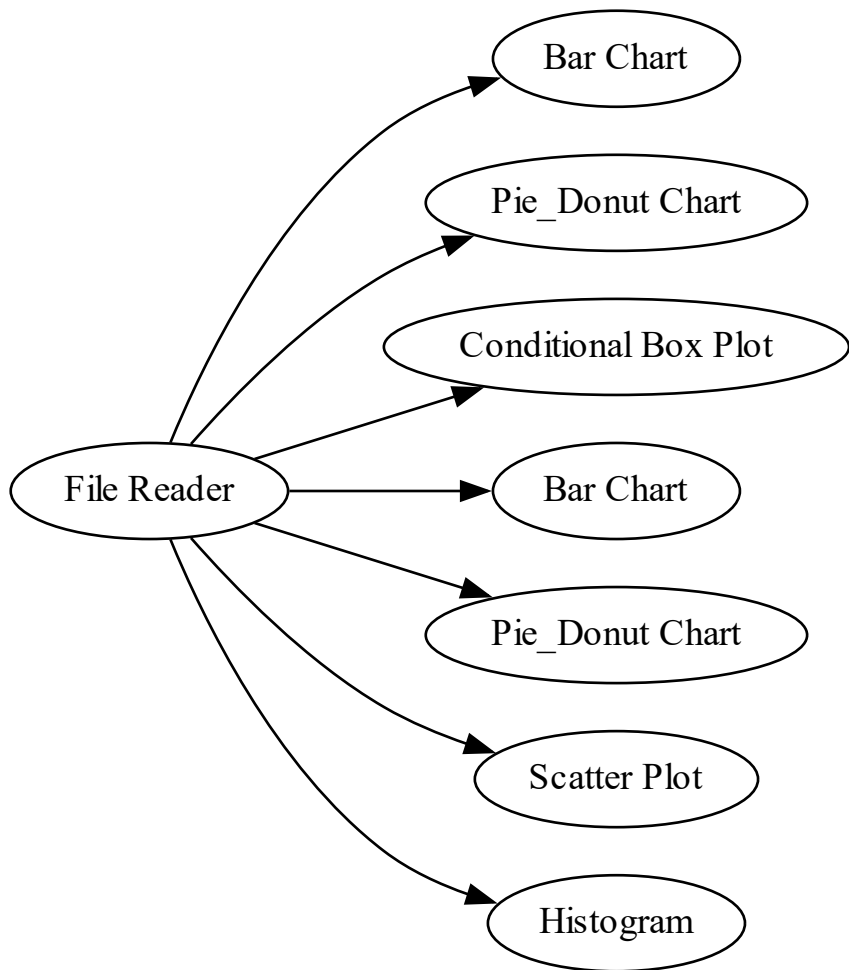 Bar Chart
Pie_Donut Chart
Conditional Box Plot
File Reader
Bar Chart
Pie_Donut Chart
Scatter Plot
Histogram